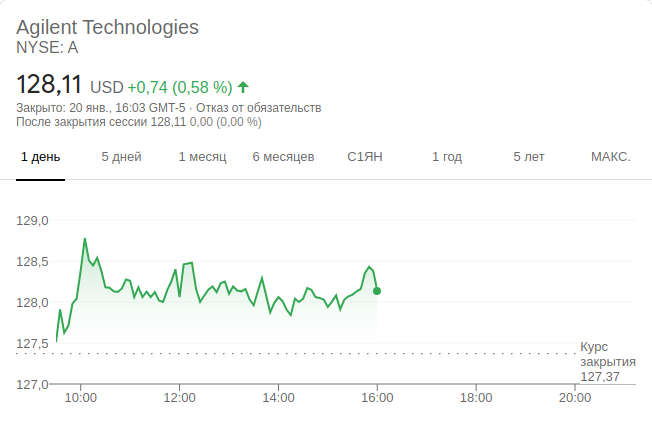 Agilent Technologies
NYSE: A
128,11 USD +0,74 (0,58 %)
Закрыто: 20 янв., 16:03 GMT-5 · Отказ от обязательств
После закрытия сессии 128,11 0,00 (0,00 %)
1 день 5 дней 1 месяц 6 месяцев С1ЯН 1 год 5 лет МАКС.
129,0
128,5
128,0
127,5
Курс
закрытия
127,37
127,0
10:00 12:00 14:00 16:00 18:00 20:00